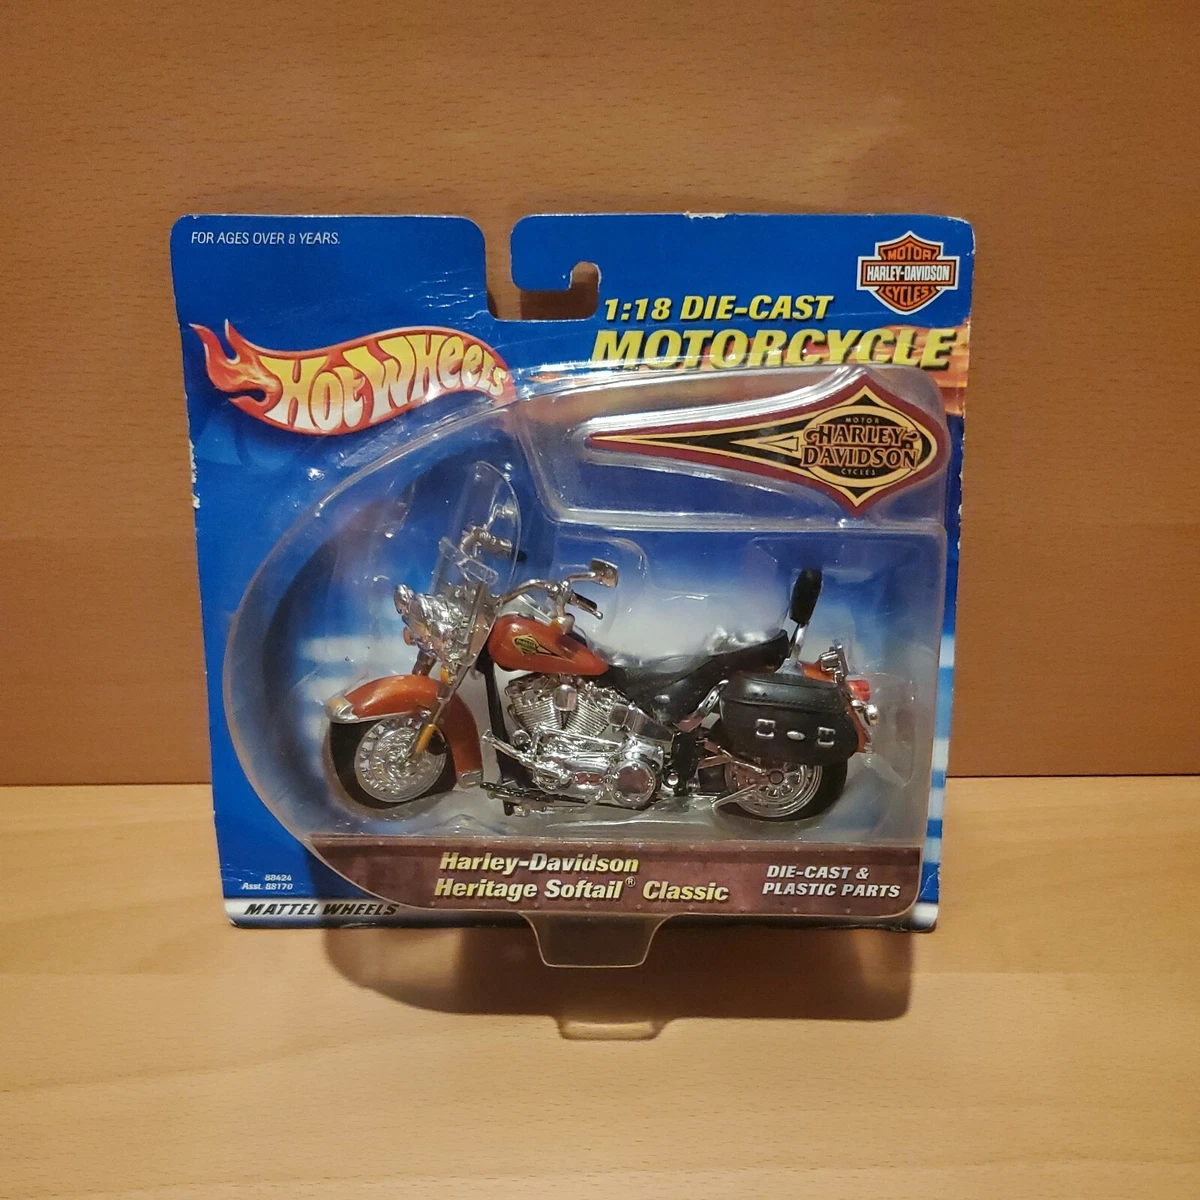 FOR AGES OVER 8 YEARS.
MOTOR
HARLEY-DAVIDSON
CYCLES
1:18 DIE-CAST
MOTORCYCLE
HOT WHEELS
MOTOR
HARLEY-
DAVIDSON
CYCLES
Harley-Davidson
Heritage Softail® Classic
DIE-CAST &
PLASTIC PARTS
88424
Asst. 88170
MATTEL WHEELS